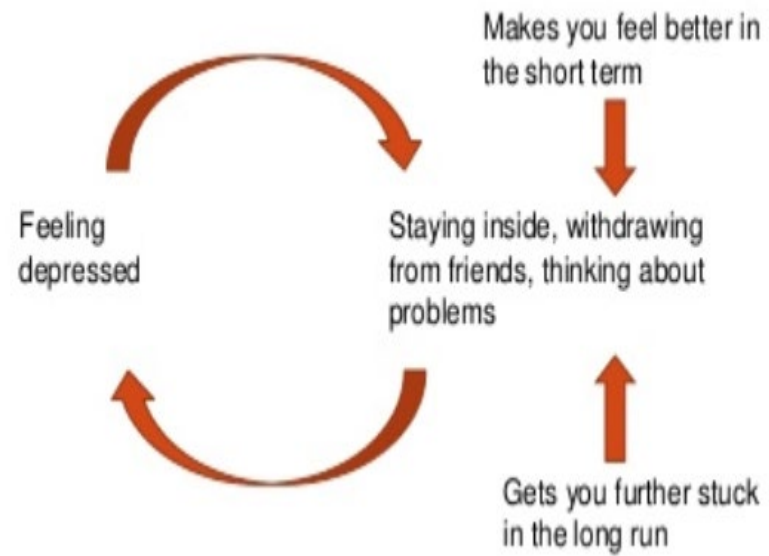 Makes you feel better in
the short term
Feeling
depressed
Staying inside, withdrawing
from friends, thinking about
problems
Gets you further stuck
in the long run